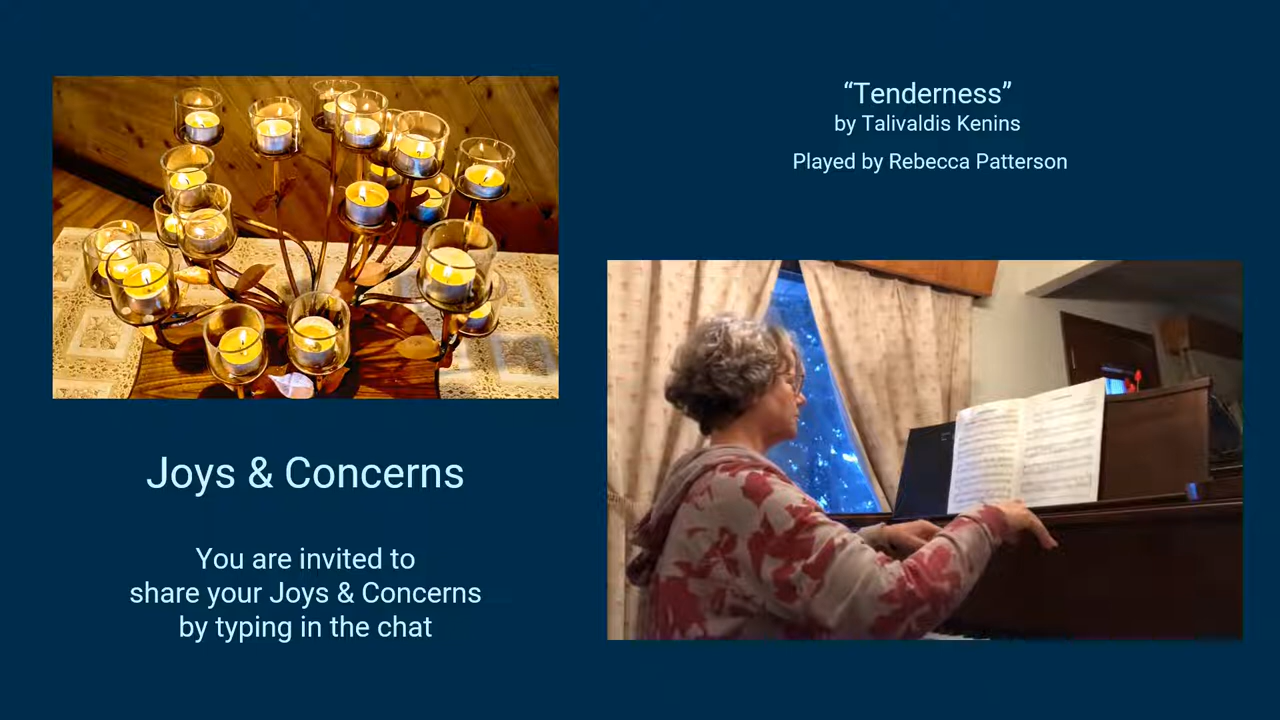 “Tenderness”
by Talivaldis Kenins
Played by Rebecca Patterson
Joys & Concerns
You are invited to
share your Joys & Concerns
by typing in the chat